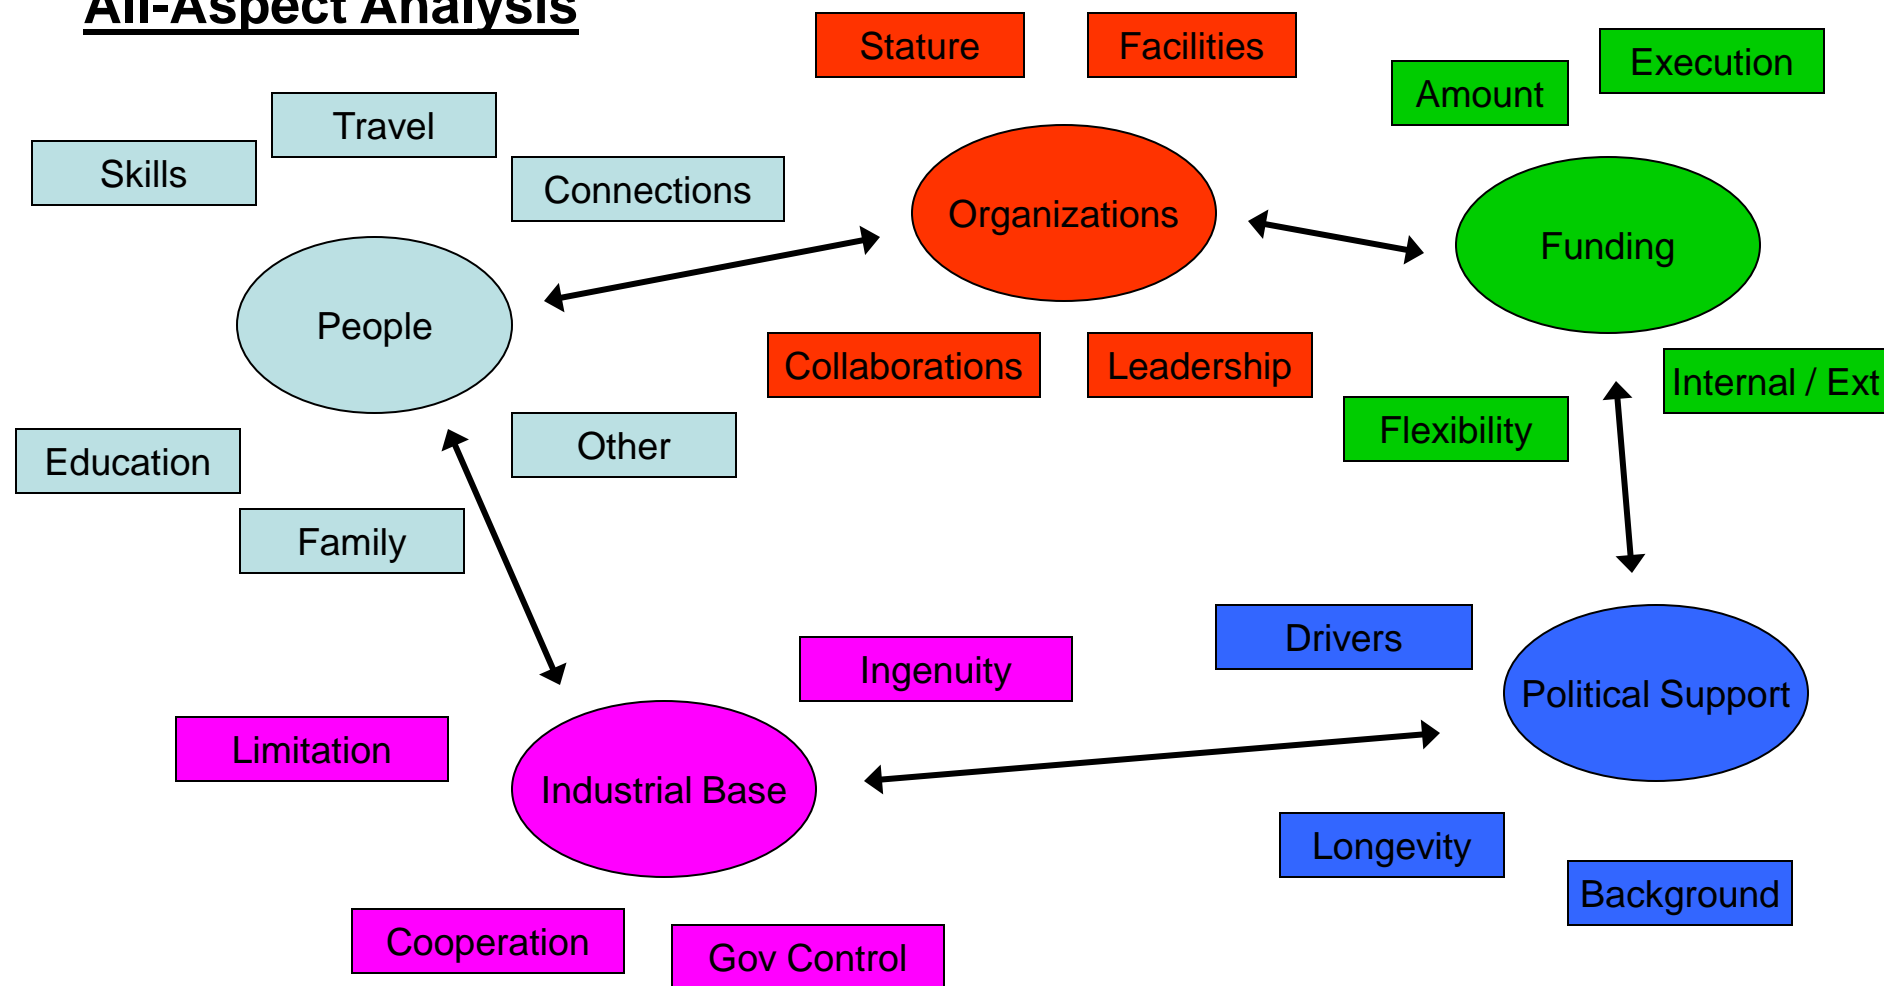 All-Aspect Analysis
Stature
Facilities
Execution
Amount
Travel
Skills
Connections
Organizations
Funding
People
Collaborations
Leadership
Internal / Ext
Flexibility
Other
Education
Family
Drivers
Ingenuity
Political Support
Limitation
Industrial Base
Longevity
Background
Cooperation
Gov Control